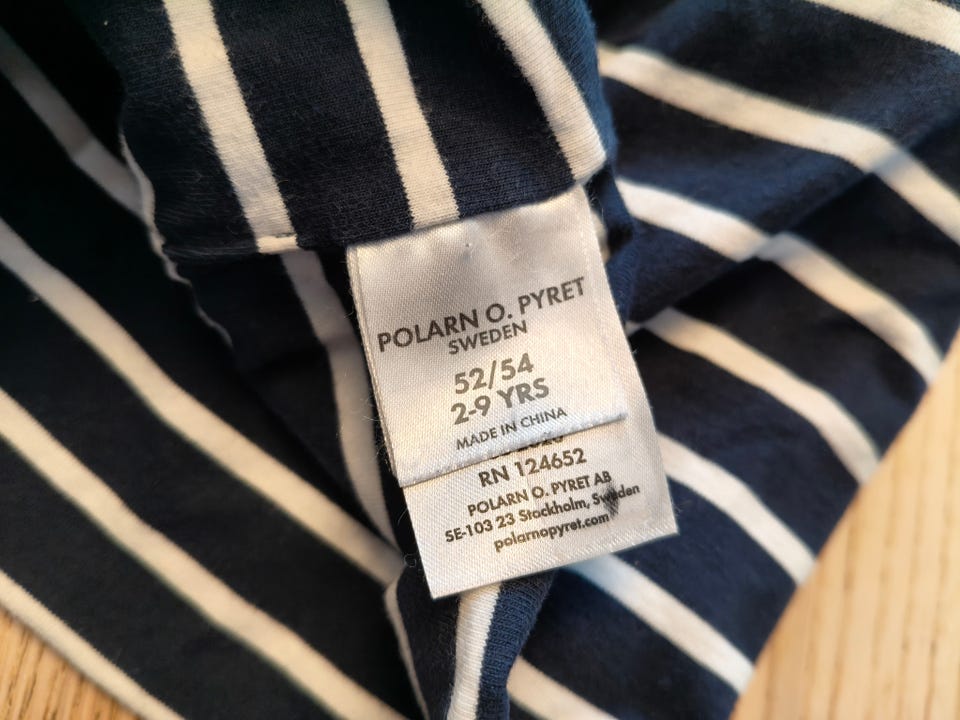 POLARN O. PYRET
SWEDEN
52/54
2-9 YRS
MADE IN CHINA
RN 124652
POLARN O. PYRET AB
SE-103 23 Stockholm, Sweden
polarnopyret.com